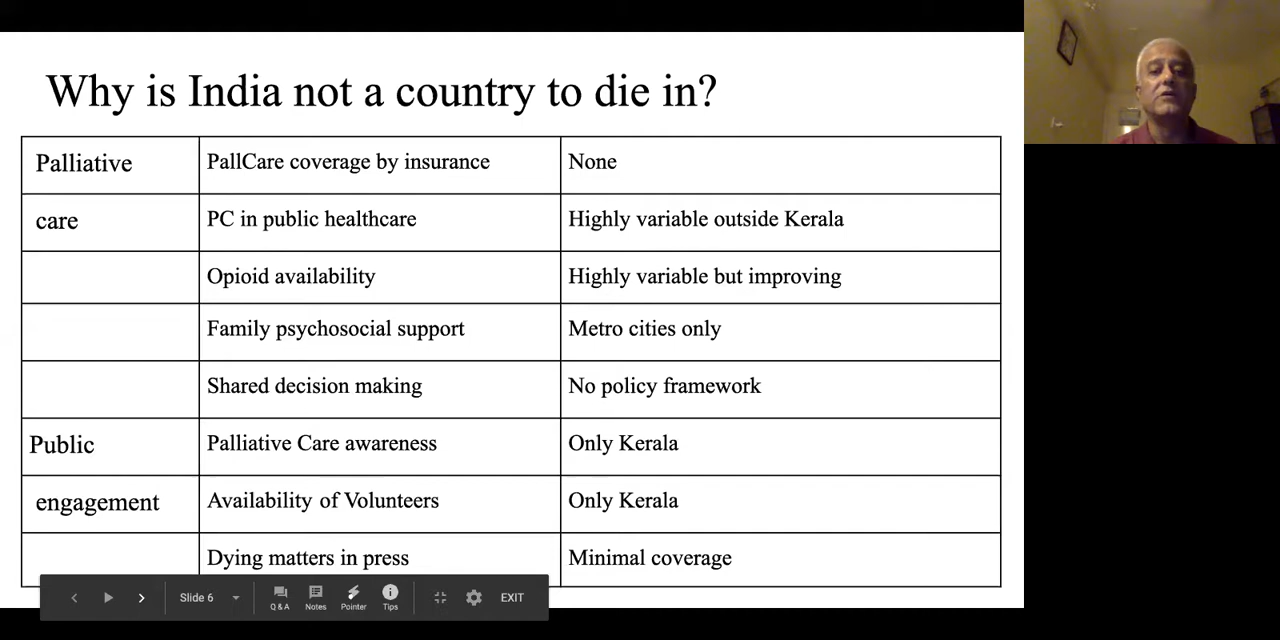 Why is India not a country to die in?
Palliative PallCare coverage by insurance None
care PC in public healthcare Highly variable outside Kerala
Opioid availability Highly variable but improving
Family psychosocial support Metro cities only
Shared decision making No policy framework
Public Palliative Care awareness Only Kerala
engagement Availability of Volunteers Only Kerala
Dying matters in press Minimal coverage
Slide 6 Q & A Notes Pointer Tips EXIT